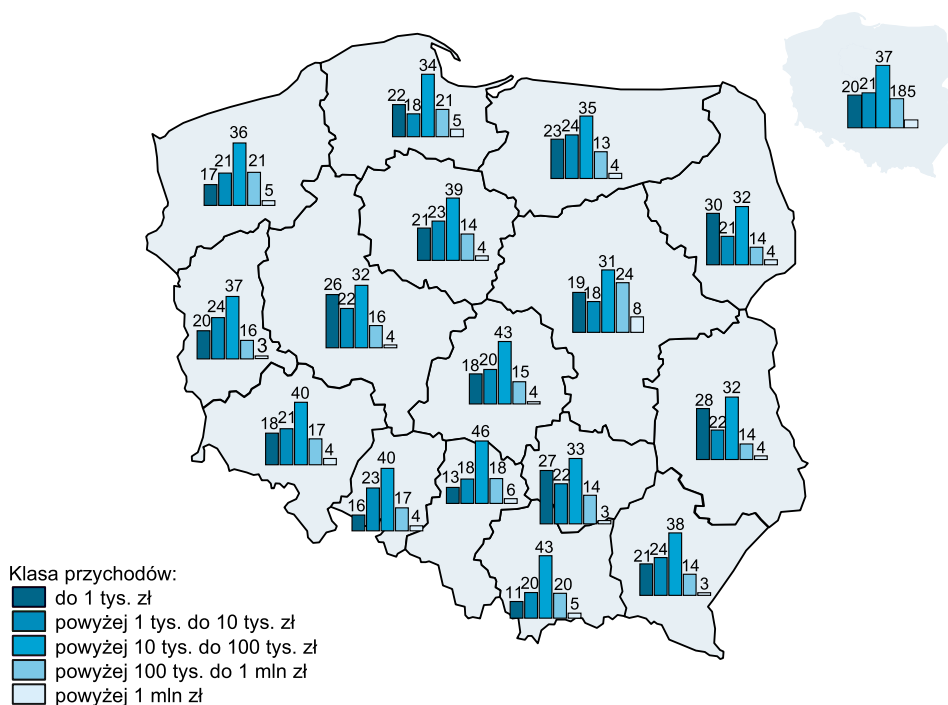 37
20 21
18 5
34
22 18 21 5
36
17 21 21 5
35
23 24 13 4
39
21 23 14 4
30 32
21 14 4
37
20 24 16 3
26 32
22 16 4
31
19 18 24 8
43
18 20 15 4
28 32
22 14 4
40
18 21 17 4
40
16 23 17 4
46
13 18 18 6
33
27 22 14 3
38
21 24 14 3
43
11 20 20 5
Klasa przychodów:
do 1 tys. zł
powyżej 1 tys. do 10 tys. zł
powyżej 10 tys. do 100 tys. zł
powyżej 100 tys. do 1 mln zł
powyżej 1 mln zł